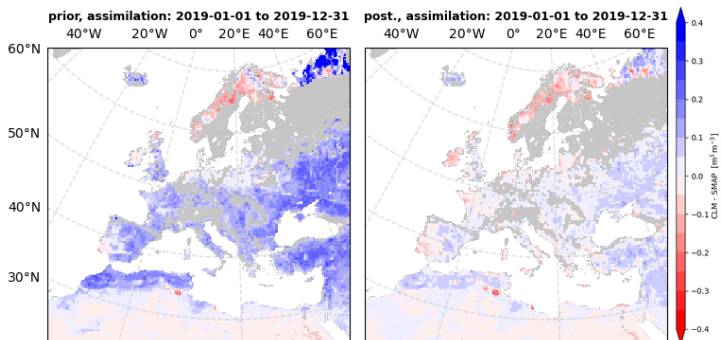 prior, assimilation: 2019-01-01 to 2019-12-31
post., assimilation: 2019-01-01 to 2019-12-31
40°W 20°W 0° 20°E 40°E 60°E
40°W 20°W 0° 20°E 40°E 60°E
60°N
50°N
40°N
30°N
0.4
0.3
0.2
0.1
0.0
−0.1
−0.2
−0.3
−0.4
CLM - SMAP [m³ m⁻³]